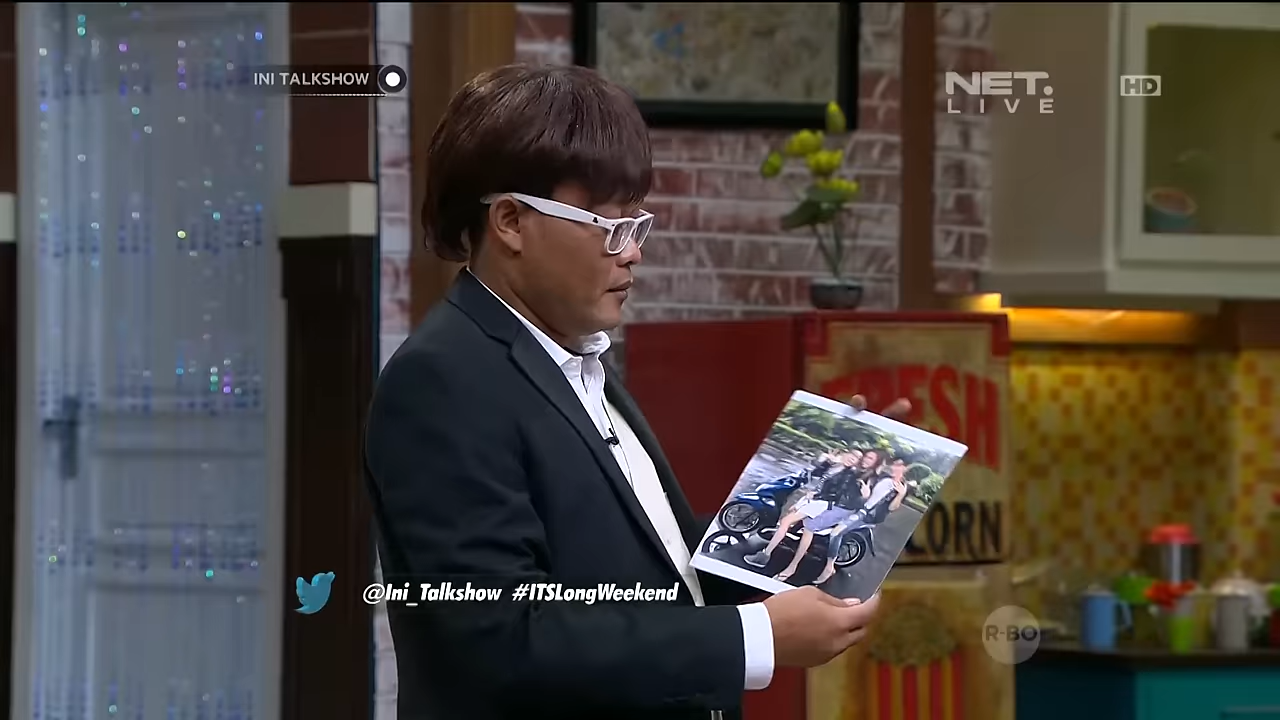 INI TALKSHOW
NET.
LIVE
HD
FRESH
CORN
@Ini_Talkshow #ITSLongWeekend
R-BO